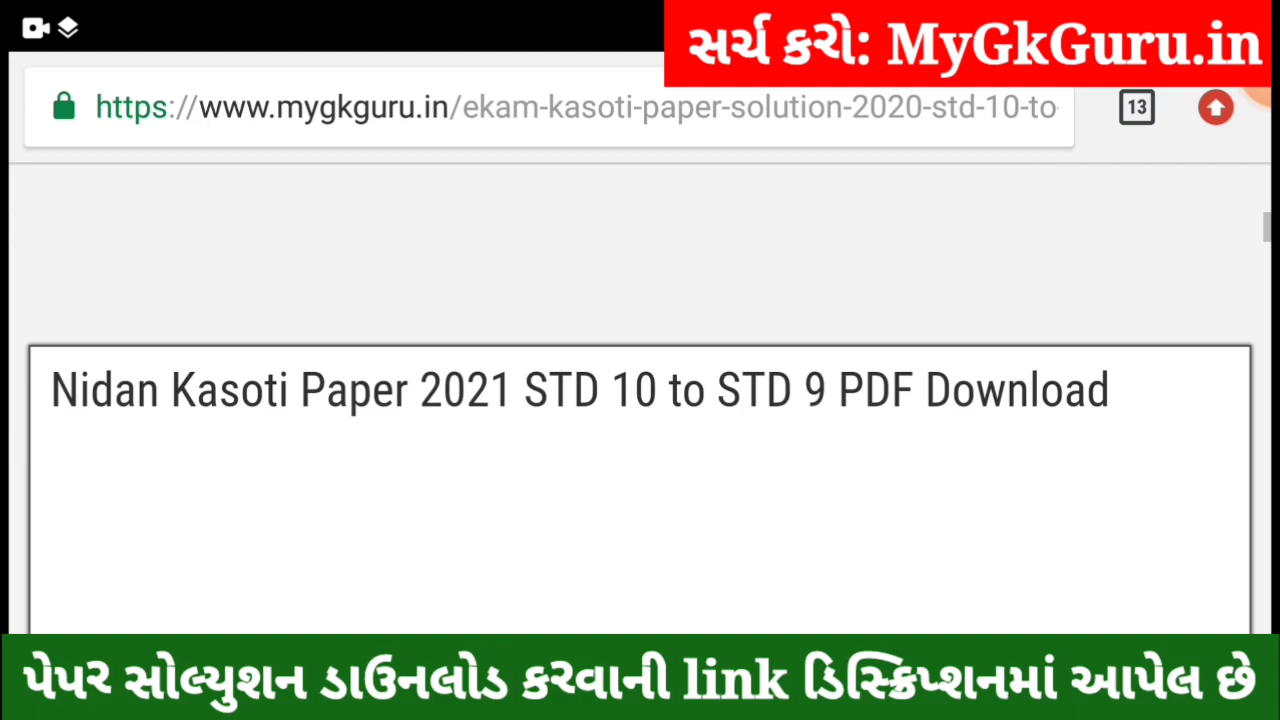 સર્ચ કરો: MyGkGuru.in
https://www.mygkguru.in/ekam-kasoti-paper-solution-2020-std-10-to-
13
Nidan Kasoti Paper 2021 STD 10 to STD 9 PDF Download
પેપર સોલ્યુશન ડાઉનલોડ કરવાની link ડિસ્ક્રિપ્શનમાં આપેલ છે